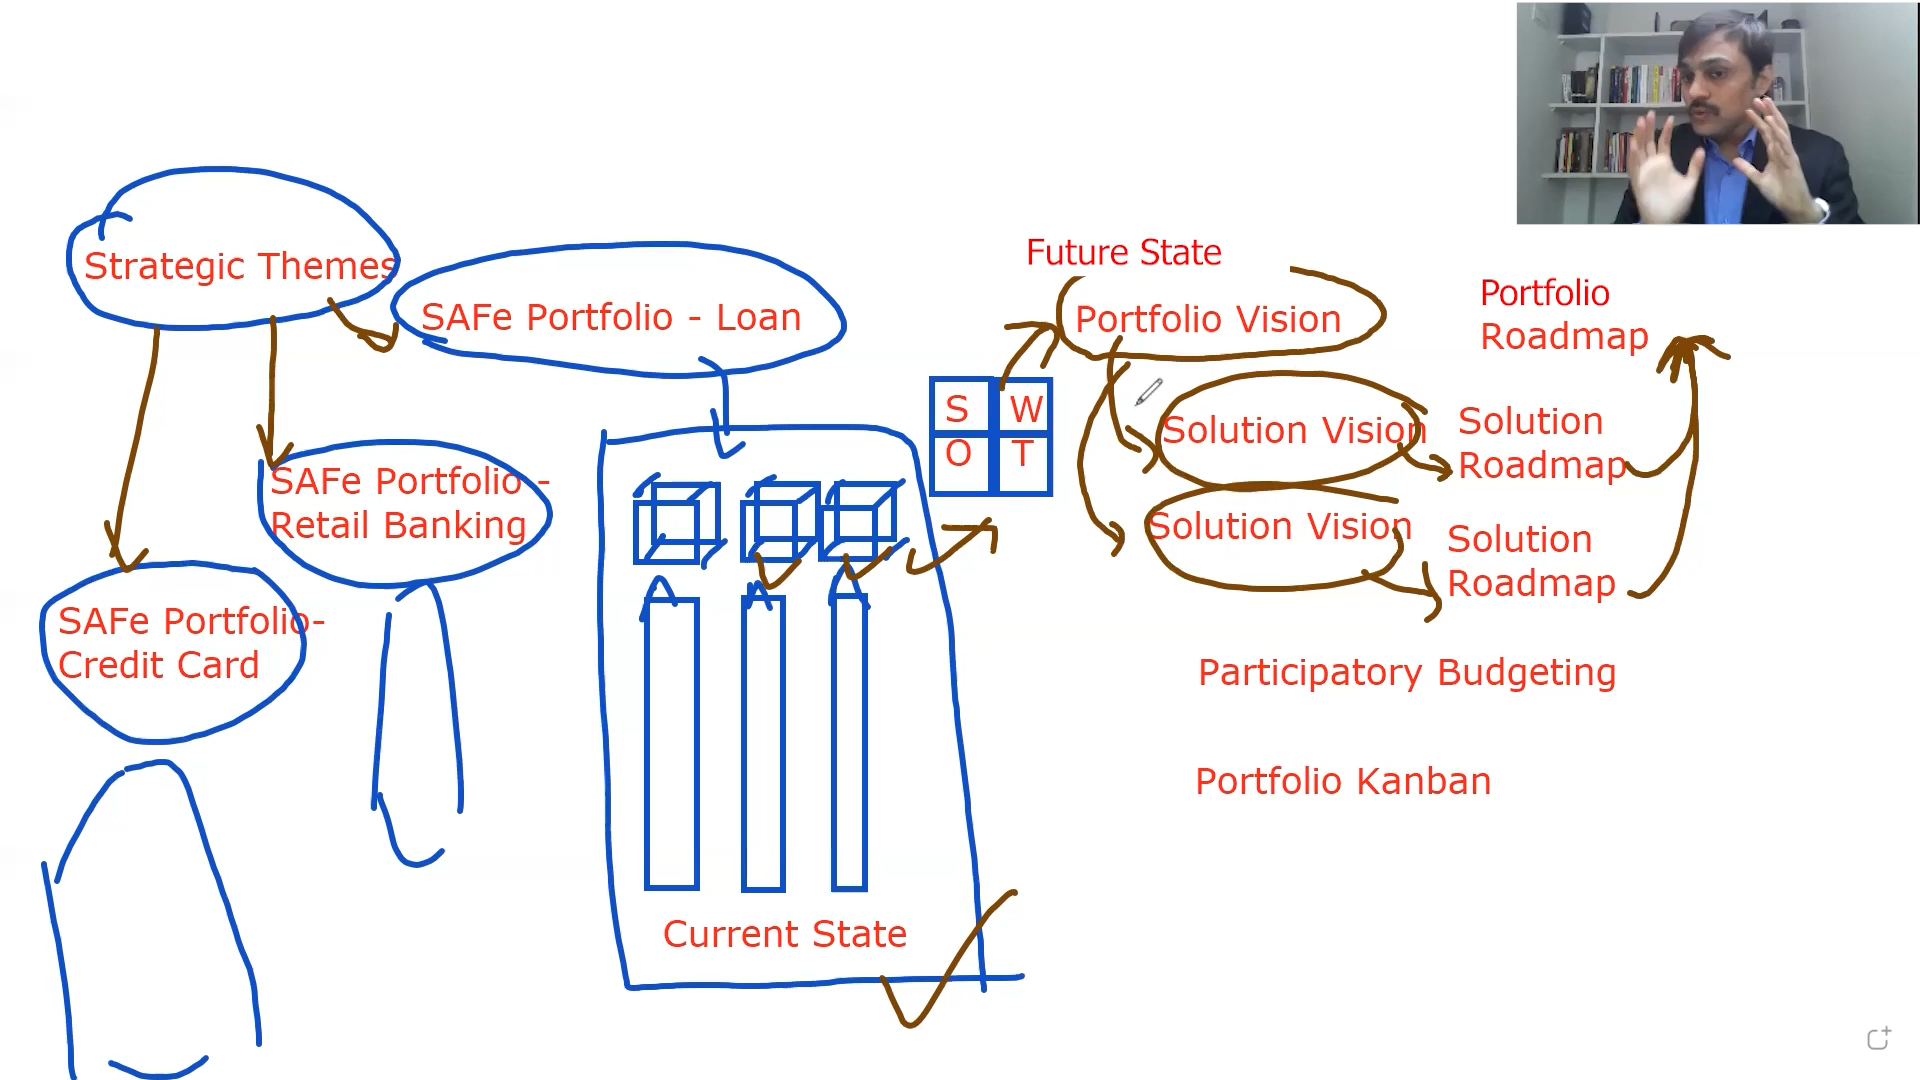 Strategic Themes
SAFe Portfolio - Loan
SAFe Portfolio -
Retail Banking
SAFe Portfolio-
Credit Card
Current State
S W
O T
Future State
Portfolio Vision
Solution Vision
Solution Vision
Portfolio
Roadmap
Solution
Roadmap
Solution
Roadmap
Participatory Budgeting
Portfolio Kanban